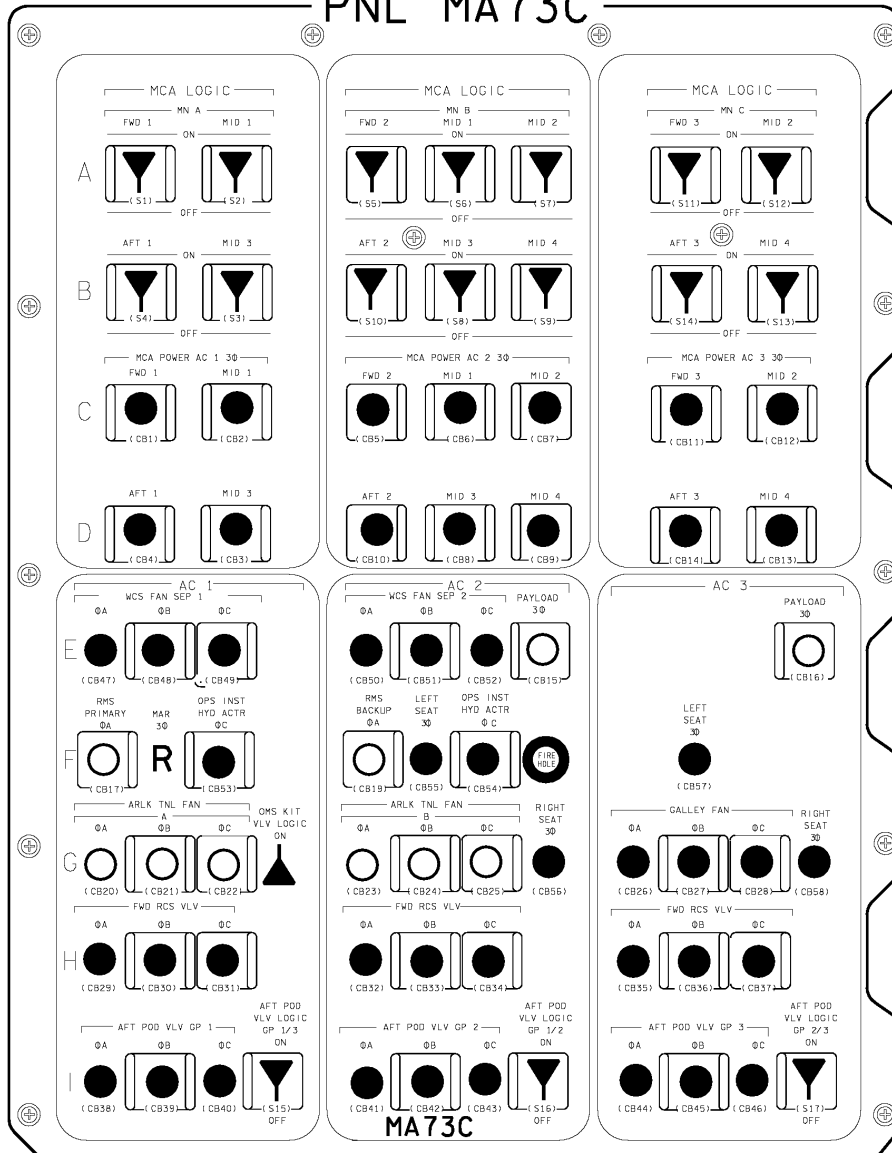 PNL MA73C
MCA LOGIC MCA LOGIC MCA LOGIC
MN A MN B MN C
FWD 1 MID 1 FWD 2 MID 1 MID 2 FWD 3 MID 2
ON ON ON
A
(S1) (S2) (S5) (S6) (S7) (S11) (S12)
OFF OFF OFF
AFT 1 MID 3 AFT 2 MID 3 MID 4 AFT 3 MID 4
ON ON ON
B
(S4) (S3) (S10) (S8) (S9) (S14) (S13)
OFF OFF OFF
MCA POWER AC 1 3Φ MCA POWER AC 2 3Φ MCA POWER AC 3 3Φ
FWD 1 MID 1 FWD 2 MID 1 MID 2 FWD 3 MID 2
C
(CB1) (CB2) (CB5) (CB6) (CB7) (CB11) (CB12)
AFT 1 MID 3 AFT 2 MID 3 MID 4 AFT 3 MID 4
D
(CB4) (CB3) (CB10) (CB8) (CB9) (CB14) (CB13)
AC 1 AC 2 AC 3
WCS FAN SEP 1 WCS FAN SEP 2 PAYLOAD PAYLOAD
ΦA ΦB ΦC ΦA ΦB ΦC 3Φ 3Φ
E
(CB47) (CB48) (CB49) (CB50) (CB51) (CB52) (CB15) (CB16)
RMS OPS INST RMS LEFT OPS INST LEFT
PRIMARY MAR HYD ACTR BACKUP SEAT HYD ACTR SEAT
ΦA 3Φ ΦC ΦA 3Φ ΦC 3Φ
F R FIRE
HOLE
(CB17) (CB53) (CB19) (CB55) (CB54) (CB57)
ARLK TNL FAN OMS KIT ARLK TNL FAN RIGHT GALLEY FAN RIGHT
A VLV LOGIC B SEAT SEAT
ΦA ΦB ΦC ON ΦA ΦB ΦC 3Φ ΦA ΦB ΦC 3Φ
G
(CB20) (CB21) (CB22) (CB23) (CB24) (CB25) (CB56) (CB26) (CB27) (CB28) (CB58)
FWD RCS VLV FWD RCS VLV FWD RCS VLV
ΦA ΦB ΦC ΦA ΦB ΦC ΦA ΦB ΦC
H
(CB29) (CB30) (CB31) (CB32) (CB33) (CB34) (CB35) (CB36) (CB37)
AFT POD AFT POD AFT POD
VLV LOGIC VLV LOGIC VLV LOGIC
AFT POD VLV GP 1 GP 1/3 AFT POD VLV GP 2 GP 1/2 AFT POD VLV GP 3 GP 2/3
ΦA ΦB ΦC ON ΦA ΦB ΦC ON ΦA ΦB ΦC ON
I
(CB38) (CB39) (CB40) (S15) (CB41) (CB42) (CB43) (S16) (CB44) (CB45) (CB46) (S17)
OFF OFF OFF
MA73C